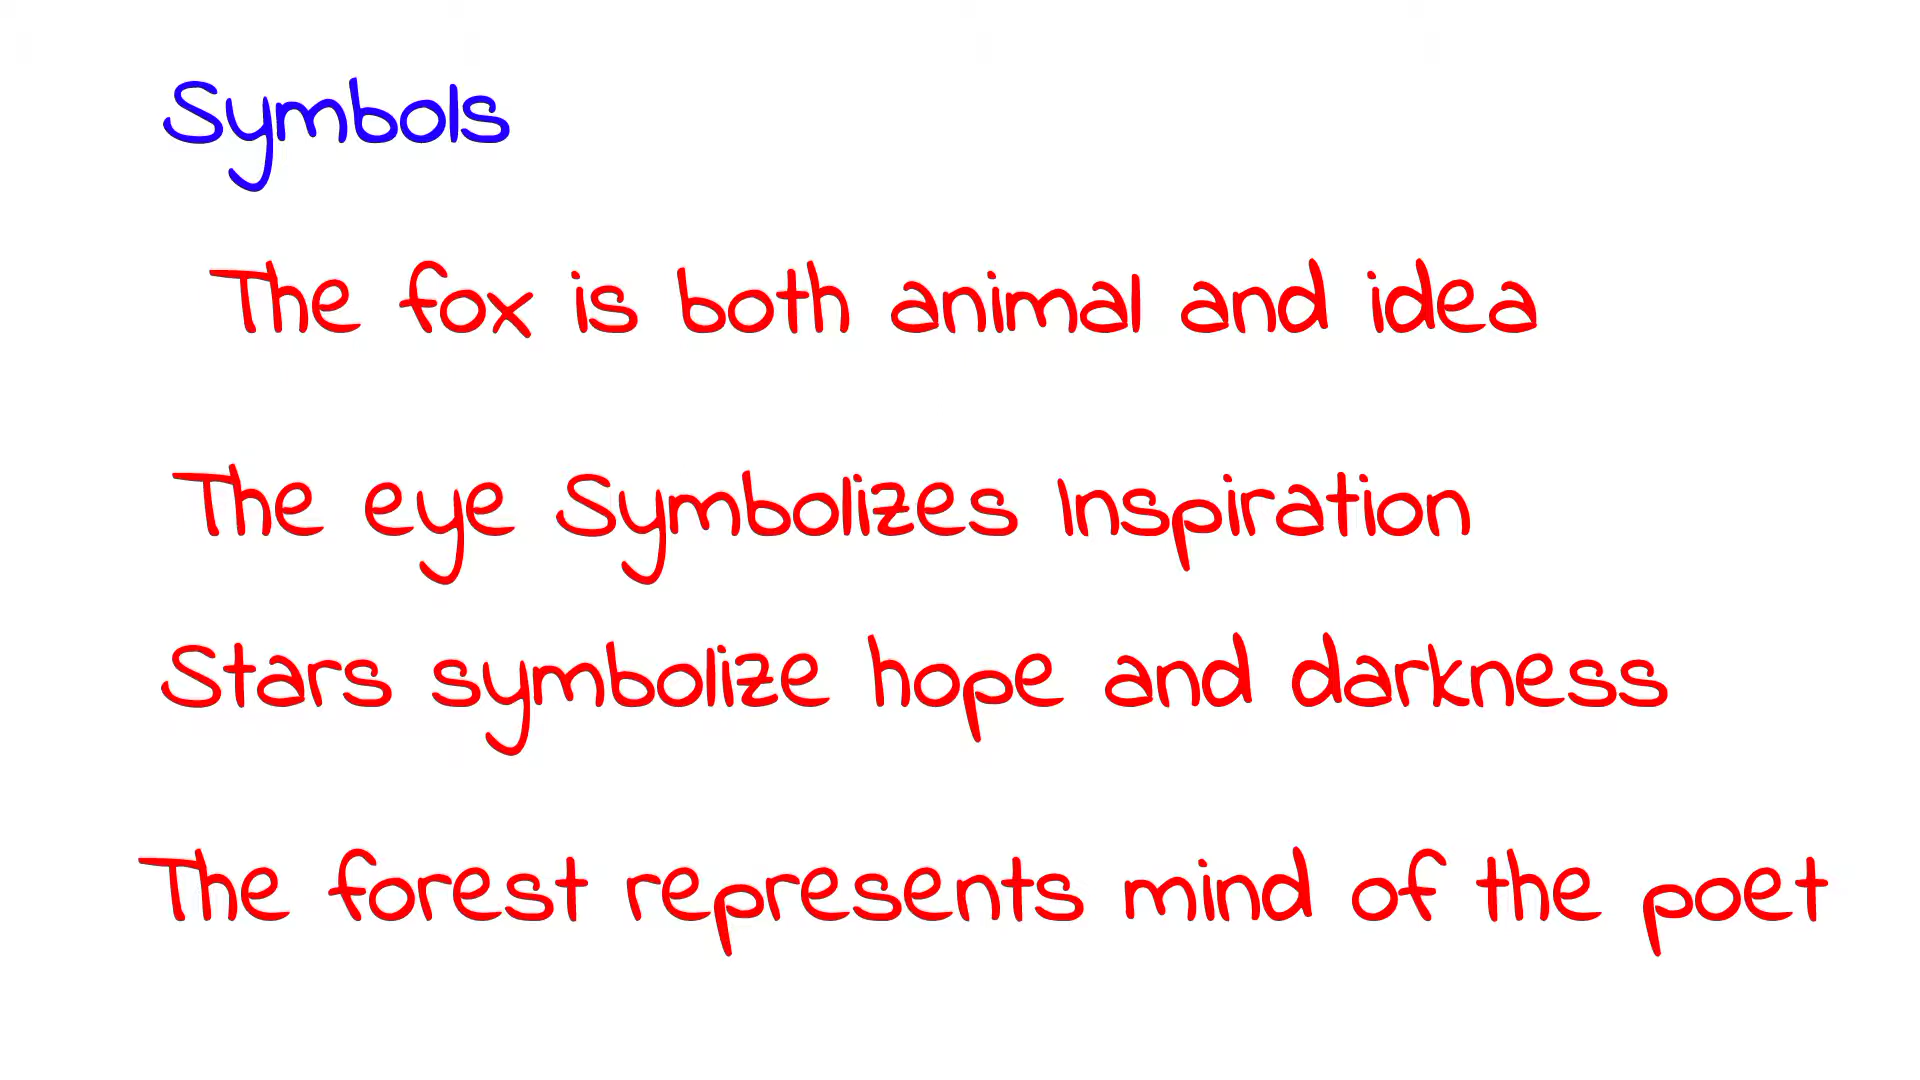 Symbols
The fox is both animal and idea
The eye Symbolizes Inspiration
Stars symbolize hope and darkness
The forest represents mind of the poet